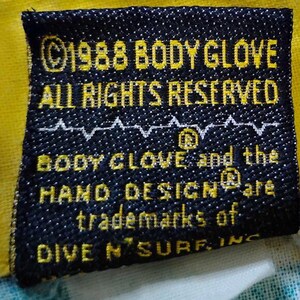 ©1988 BODY GLOVE
ALL RIGHTS RESERVED
BODY GLOVE® and the
HAND DESIGN® are
trademarks of
DIVE N' SURF, INC.